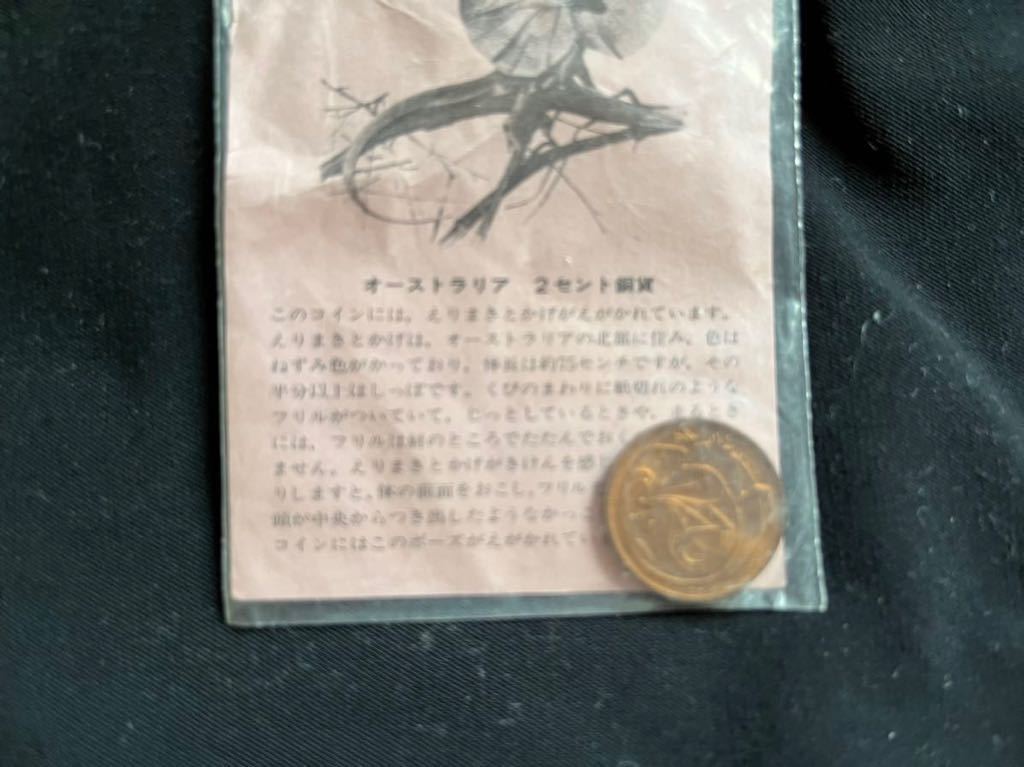 オーストラリア 2セント銅貨
このコインには、えりまきとかげがえがかれています。
えりまきとかげは、オーストラリアの北部に住み、色は
ねずみ色がかっており、体長は約75センチですが、その
半分以上はしっぽです。くびのまわりに紙切れのような
フリルがついていて、じっとしているときや、走るとき
には、フリルは肩のところでたたんでおく
ません。えりまきとかげがきけんを感じ
りしますと、体の前面をおこし、フリル
頭が中央からつき出したようなかっこ
コインにはこのポーズがえがかれてい